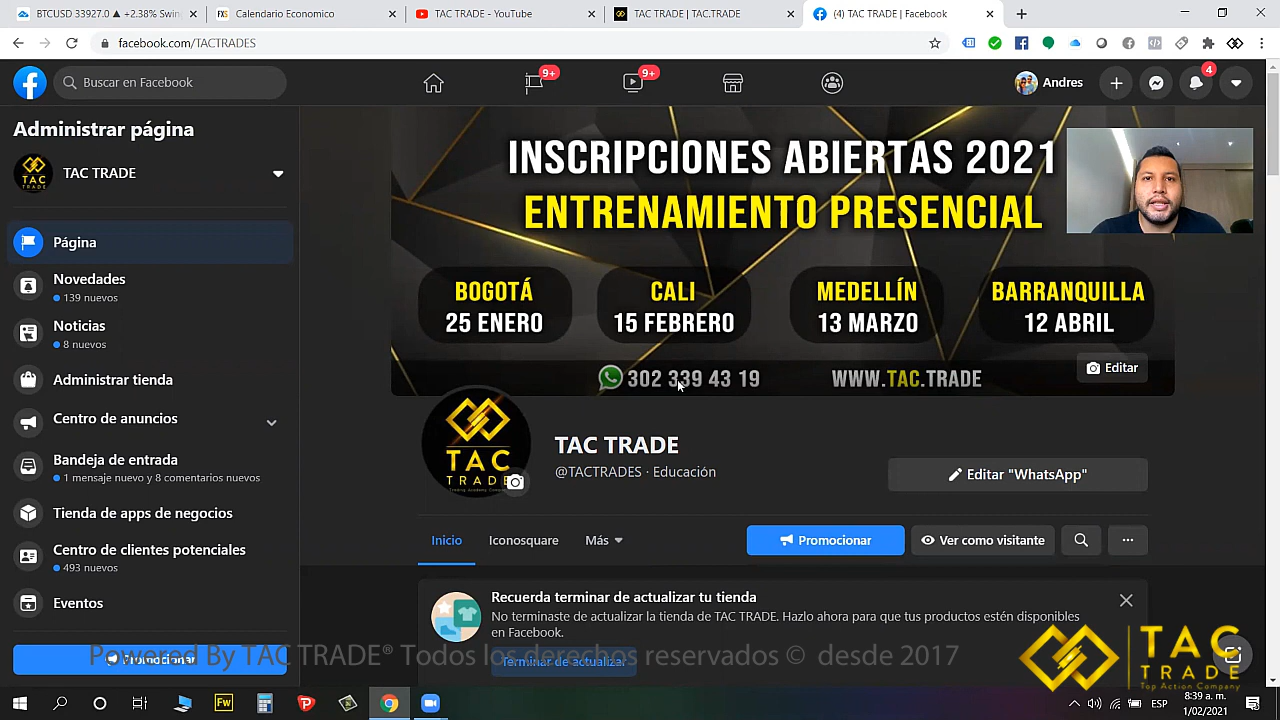 BTCUSD 33927.0 ▲ +2.38% Swin
Calendario Economico
TAC TRADE - YouTube
TAC TRADE | TAC.TRADE
(4) TAC TRADE | Facebook
facebook.com/TACTRADES
Buscar en Facebook
9+
9+
Andres
4
Administrar página
TAC TRADE
Página
Novedades
139 nuevos
Noticias
8 nuevos
Administrar tienda
Centro de anuncios
Bandeja de entrada
1 mensaje nuevo y 8 comentarios nuevos
Tienda de apps de negocios
Centro de clientes potenciales
493 nuevos
Eventos
Promocionar
INSCRIPCIONES ABIERTAS 2021
ENTRENAMIENTO PRESENCIAL
BOGOTÁ
25 ENERO
CALI
15 FEBRERO
MEDELLÍN
13 MARZO
BARRANQUILLA
12 ABRIL
302 339 43 19
WWW.TAC.TRADE
Editar
TAC TRADE
TAC TRADE
@TACTRADES · Educación
Editar "WhatsApp"
Inicio
Iconosquare
Más
Promocionar
Ver como visitante
Recuerda terminar de actualizar tu tienda
No terminaste de actualizar la tienda de TAC TRADE. Hazlo ahora para que tus productos estén disponibles
en Facebook.
Terminar de actualizar
Powered By TAC TRADE® Todos los derechos reservados © desde 2017
TAC
TRADE
Top Action Company
Fw
ESP
8:39 a. m.
1/02/2021